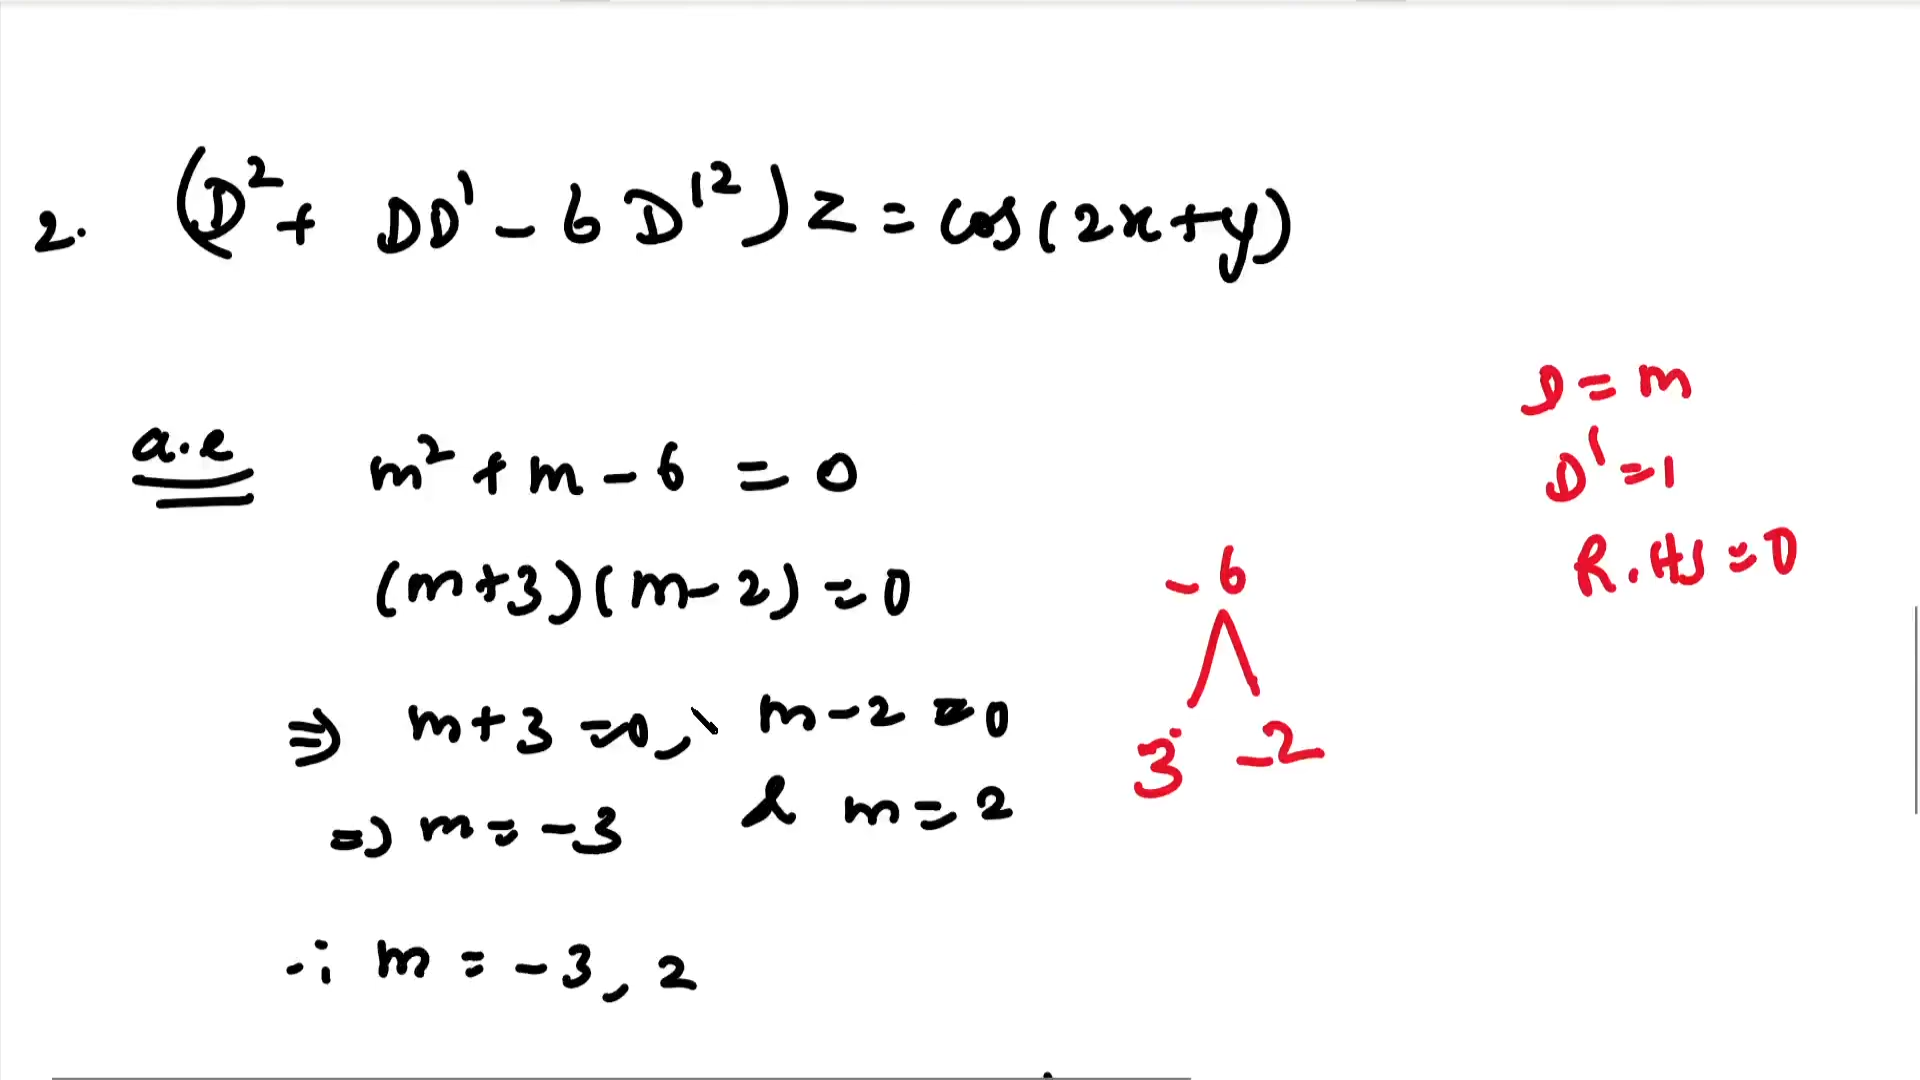 2. (D² + DD' - 6D'²)z = cos(2x+y)
D = m
a.e m² + m - 6 = 0
D' = 1
R.HS = 0
(m+3)(m-2) = 0
-6
⇒ m+3 = 0, m-2 = 0
3 -2
⇒ m = -3 & m = 2
∴ m = -3, 2